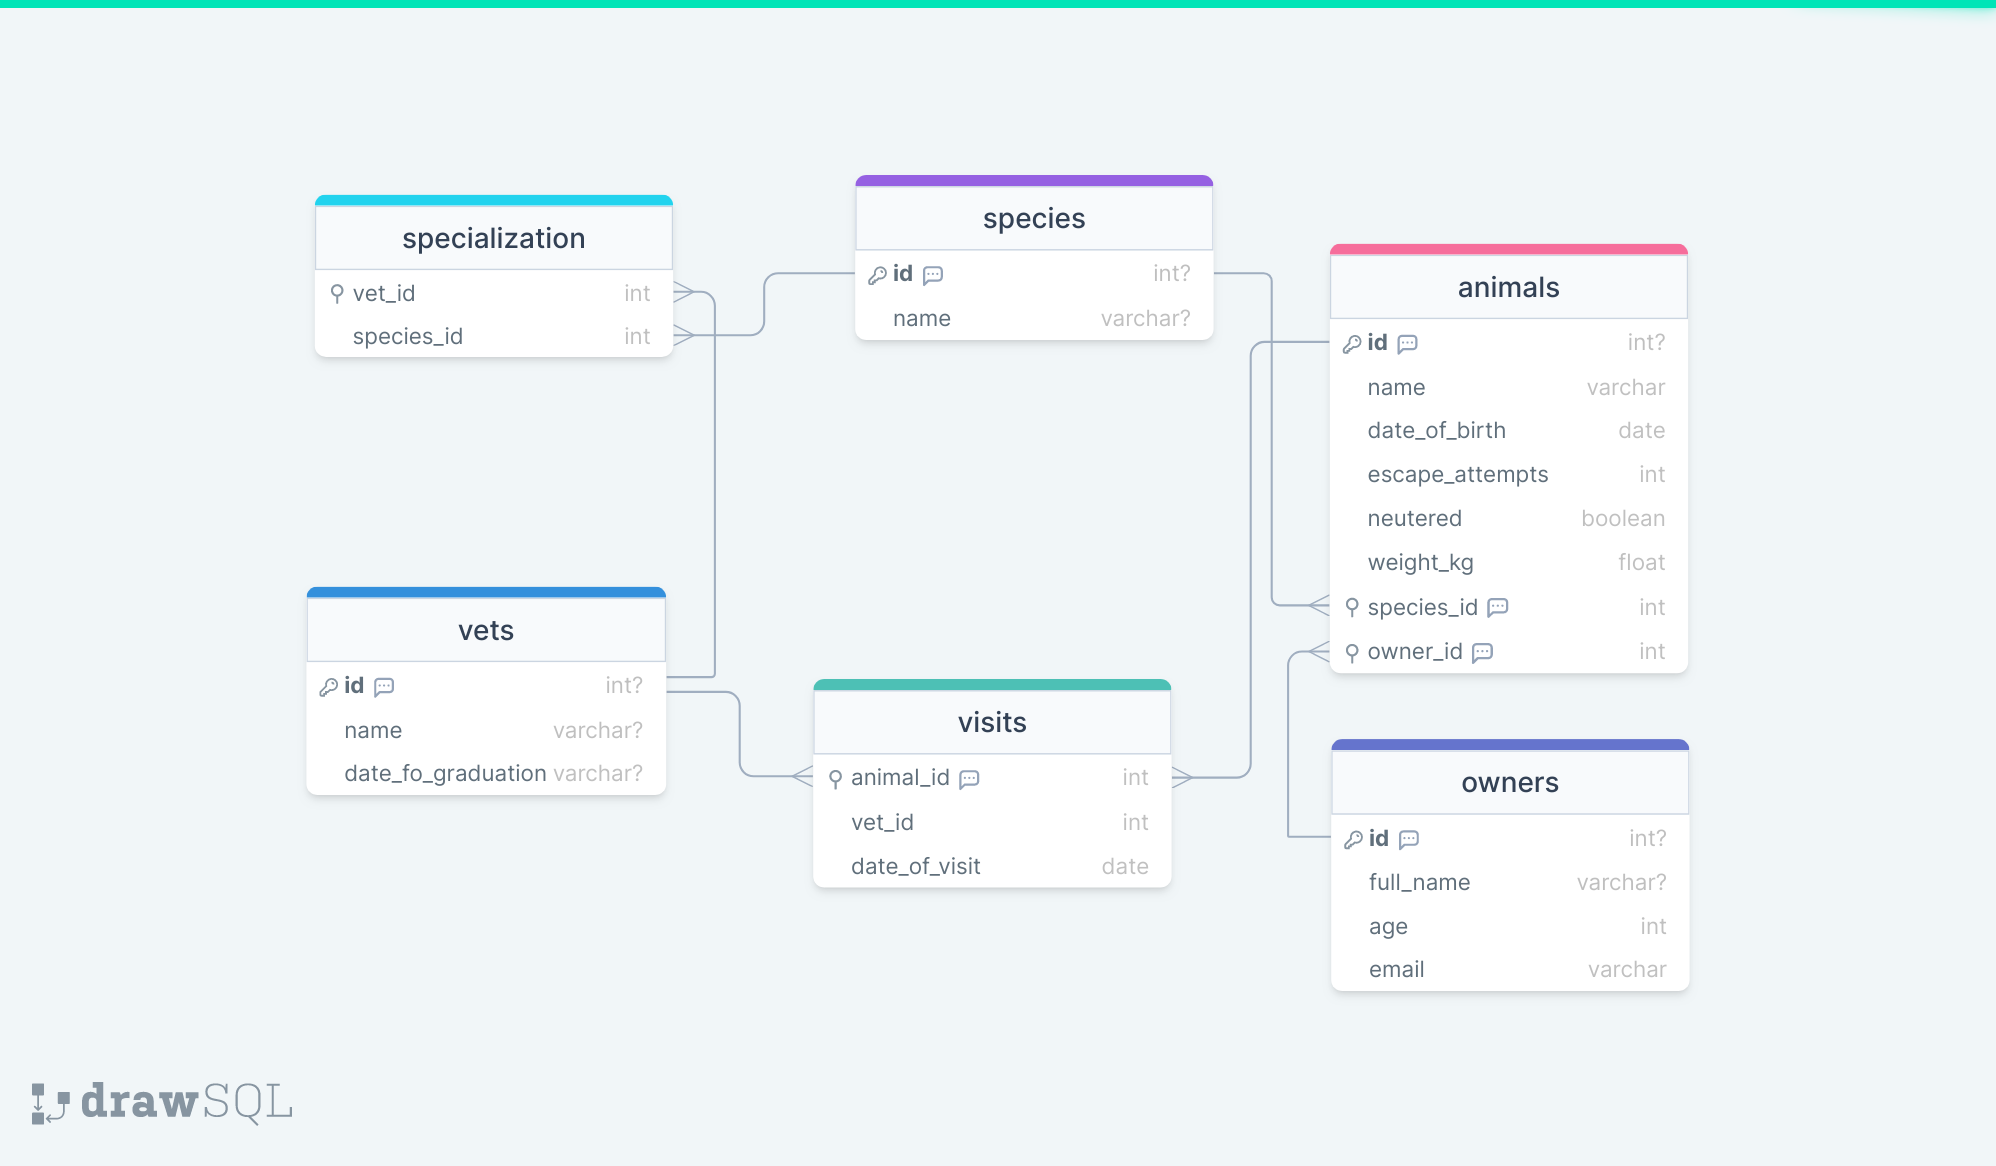 specialization
vet_id int
species_id int
species
id int?
name varchar?
animals
id int?
name varchar
date_of_birth date
escape_attempts int
neutered boolean
weight_kg float
species_id int
owner_id int
vets
id int?
name varchar?
date_fo_graduation varchar?
visits
animal_id int
vet_id int
date_of_visit date
owners
id int?
full_name varchar?
age int
email varchar
drawSQL